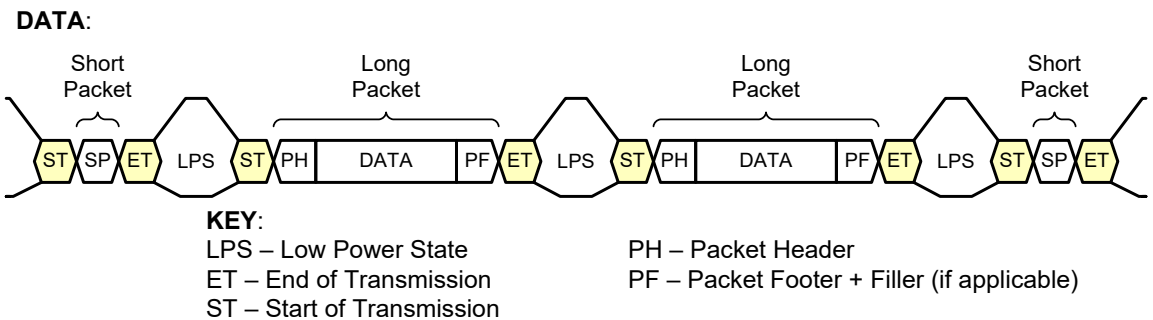 DATA:
Short Packet
Long Packet
Long Packet
Short Packet
ST SP ET LPS ST PH DATA PF ET LPS ST PH DATA PF ET LPS ST SP ET
KEY:
LPS – Low Power State
ET – End of Transmission
ST – Start of Transmission
PH – Packet Header
PF – Packet Footer + Filler (if applicable)